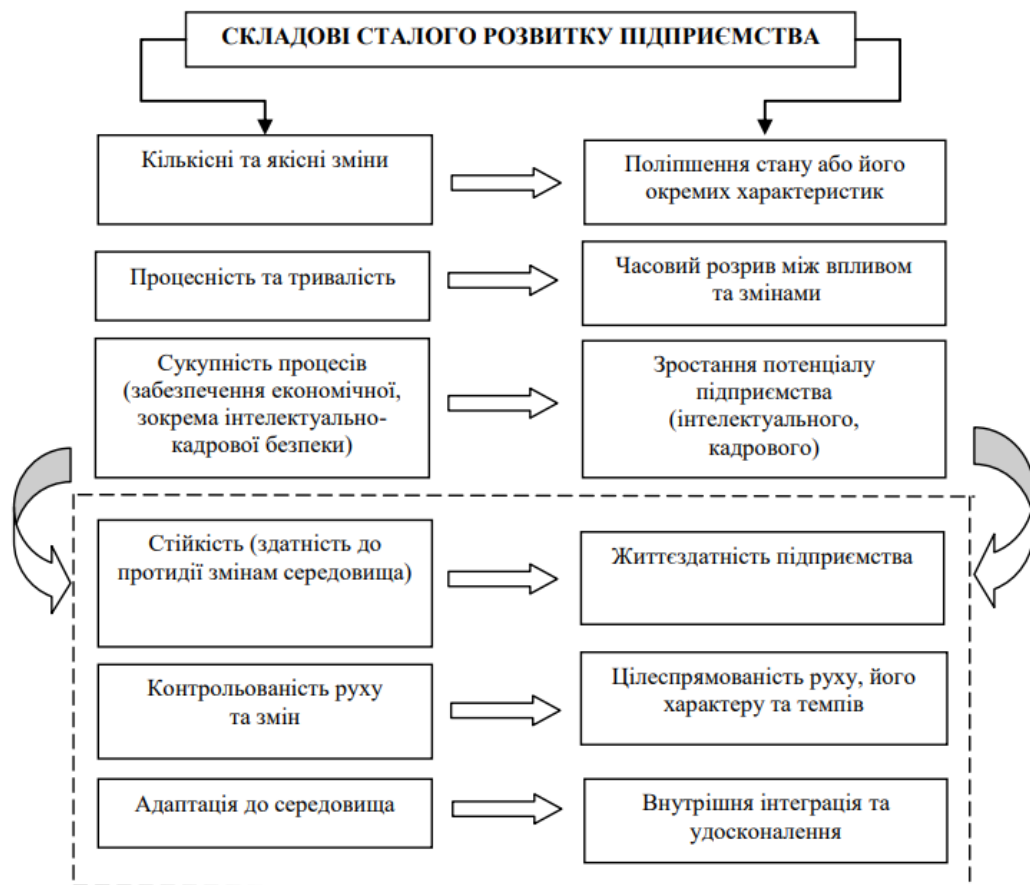 СКЛАДОВІ СТАЛОГО РОЗВИТКУ ПІДПРИЄМСТВА
Кількісні та якісні зміни
Поліпшення стану або його
окремих характеристик
Процесність та тривалість
Часовий розрив між впливом
та змінами
Сукупність процесів
(забезпечення економічної,
зокрема інтелектуально-
кадрової безпеки)
Зростання потенціалу
підприємства
(інтелектуального,
кадрового)
Стійкість (здатність до
протидії змінам середовища)
Життєздатність підприємства
Контрольованість руху
та змін
Цілеспрямованість руху, його
характеру та темпів
Адаптація до середовища
Внутрішня інтеграція та
удосконалення